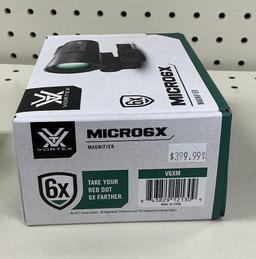 6X
MICRO6X
MAGNIFIER
VORTEX
MICRO6X
MAGNIFIER
VORTEX
$399.99
6X
TAKE YOUR
RED DOT
6X FARTHER.
V6XM